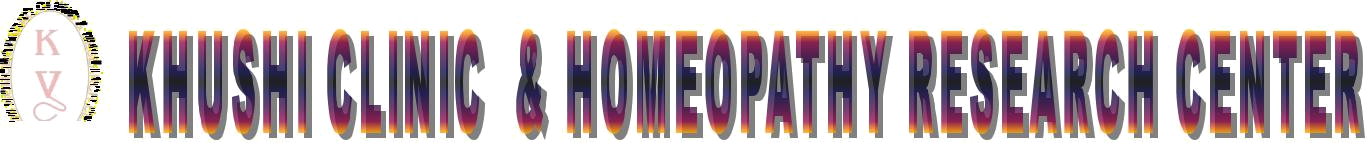 K
V
KHUSHI CLINIC & HOMEOPATHY RESEARCH CENTER